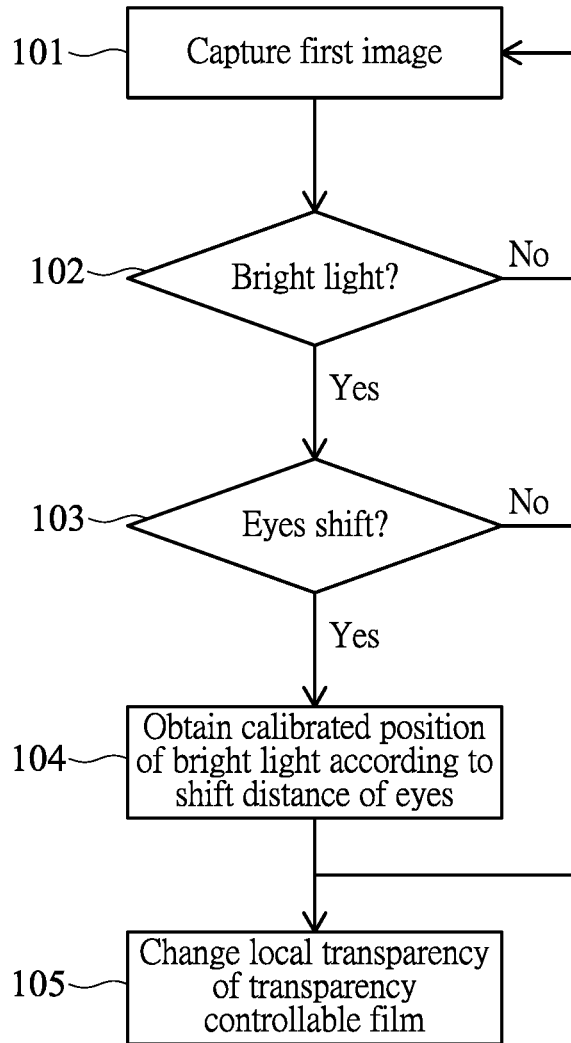 101
Capture first image
102
Bright light?
No
Yes
103
Eyes shift?
No
Yes
104
Obtain calibrated position
of bright light according to
shift distance of eyes
105
Change local transparency
of transparency
controllable film